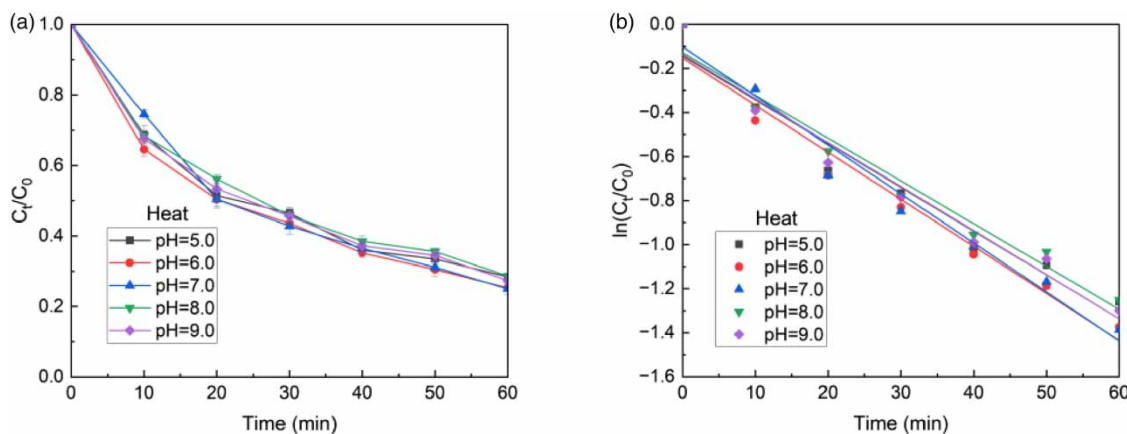 (a)
1.0
0.8
0.6
0.4
0.2
0.0
Cₜ/C₀
Heat
pH=5.0
pH=6.0
pH=7.0
pH=8.0
pH=9.0
0 10 20 30 40 50 60
Time (min)
(b)
0.0
-0.2
-0.4
-0.6
-0.8
-1.0
-1.2
-1.4
-1.6
ln(Cₜ/C₀)
Heat
pH=5.0
pH=6.0
pH=7.0
pH=8.0
pH=9.0
0 10 20 30 40 50 60
Time (min)